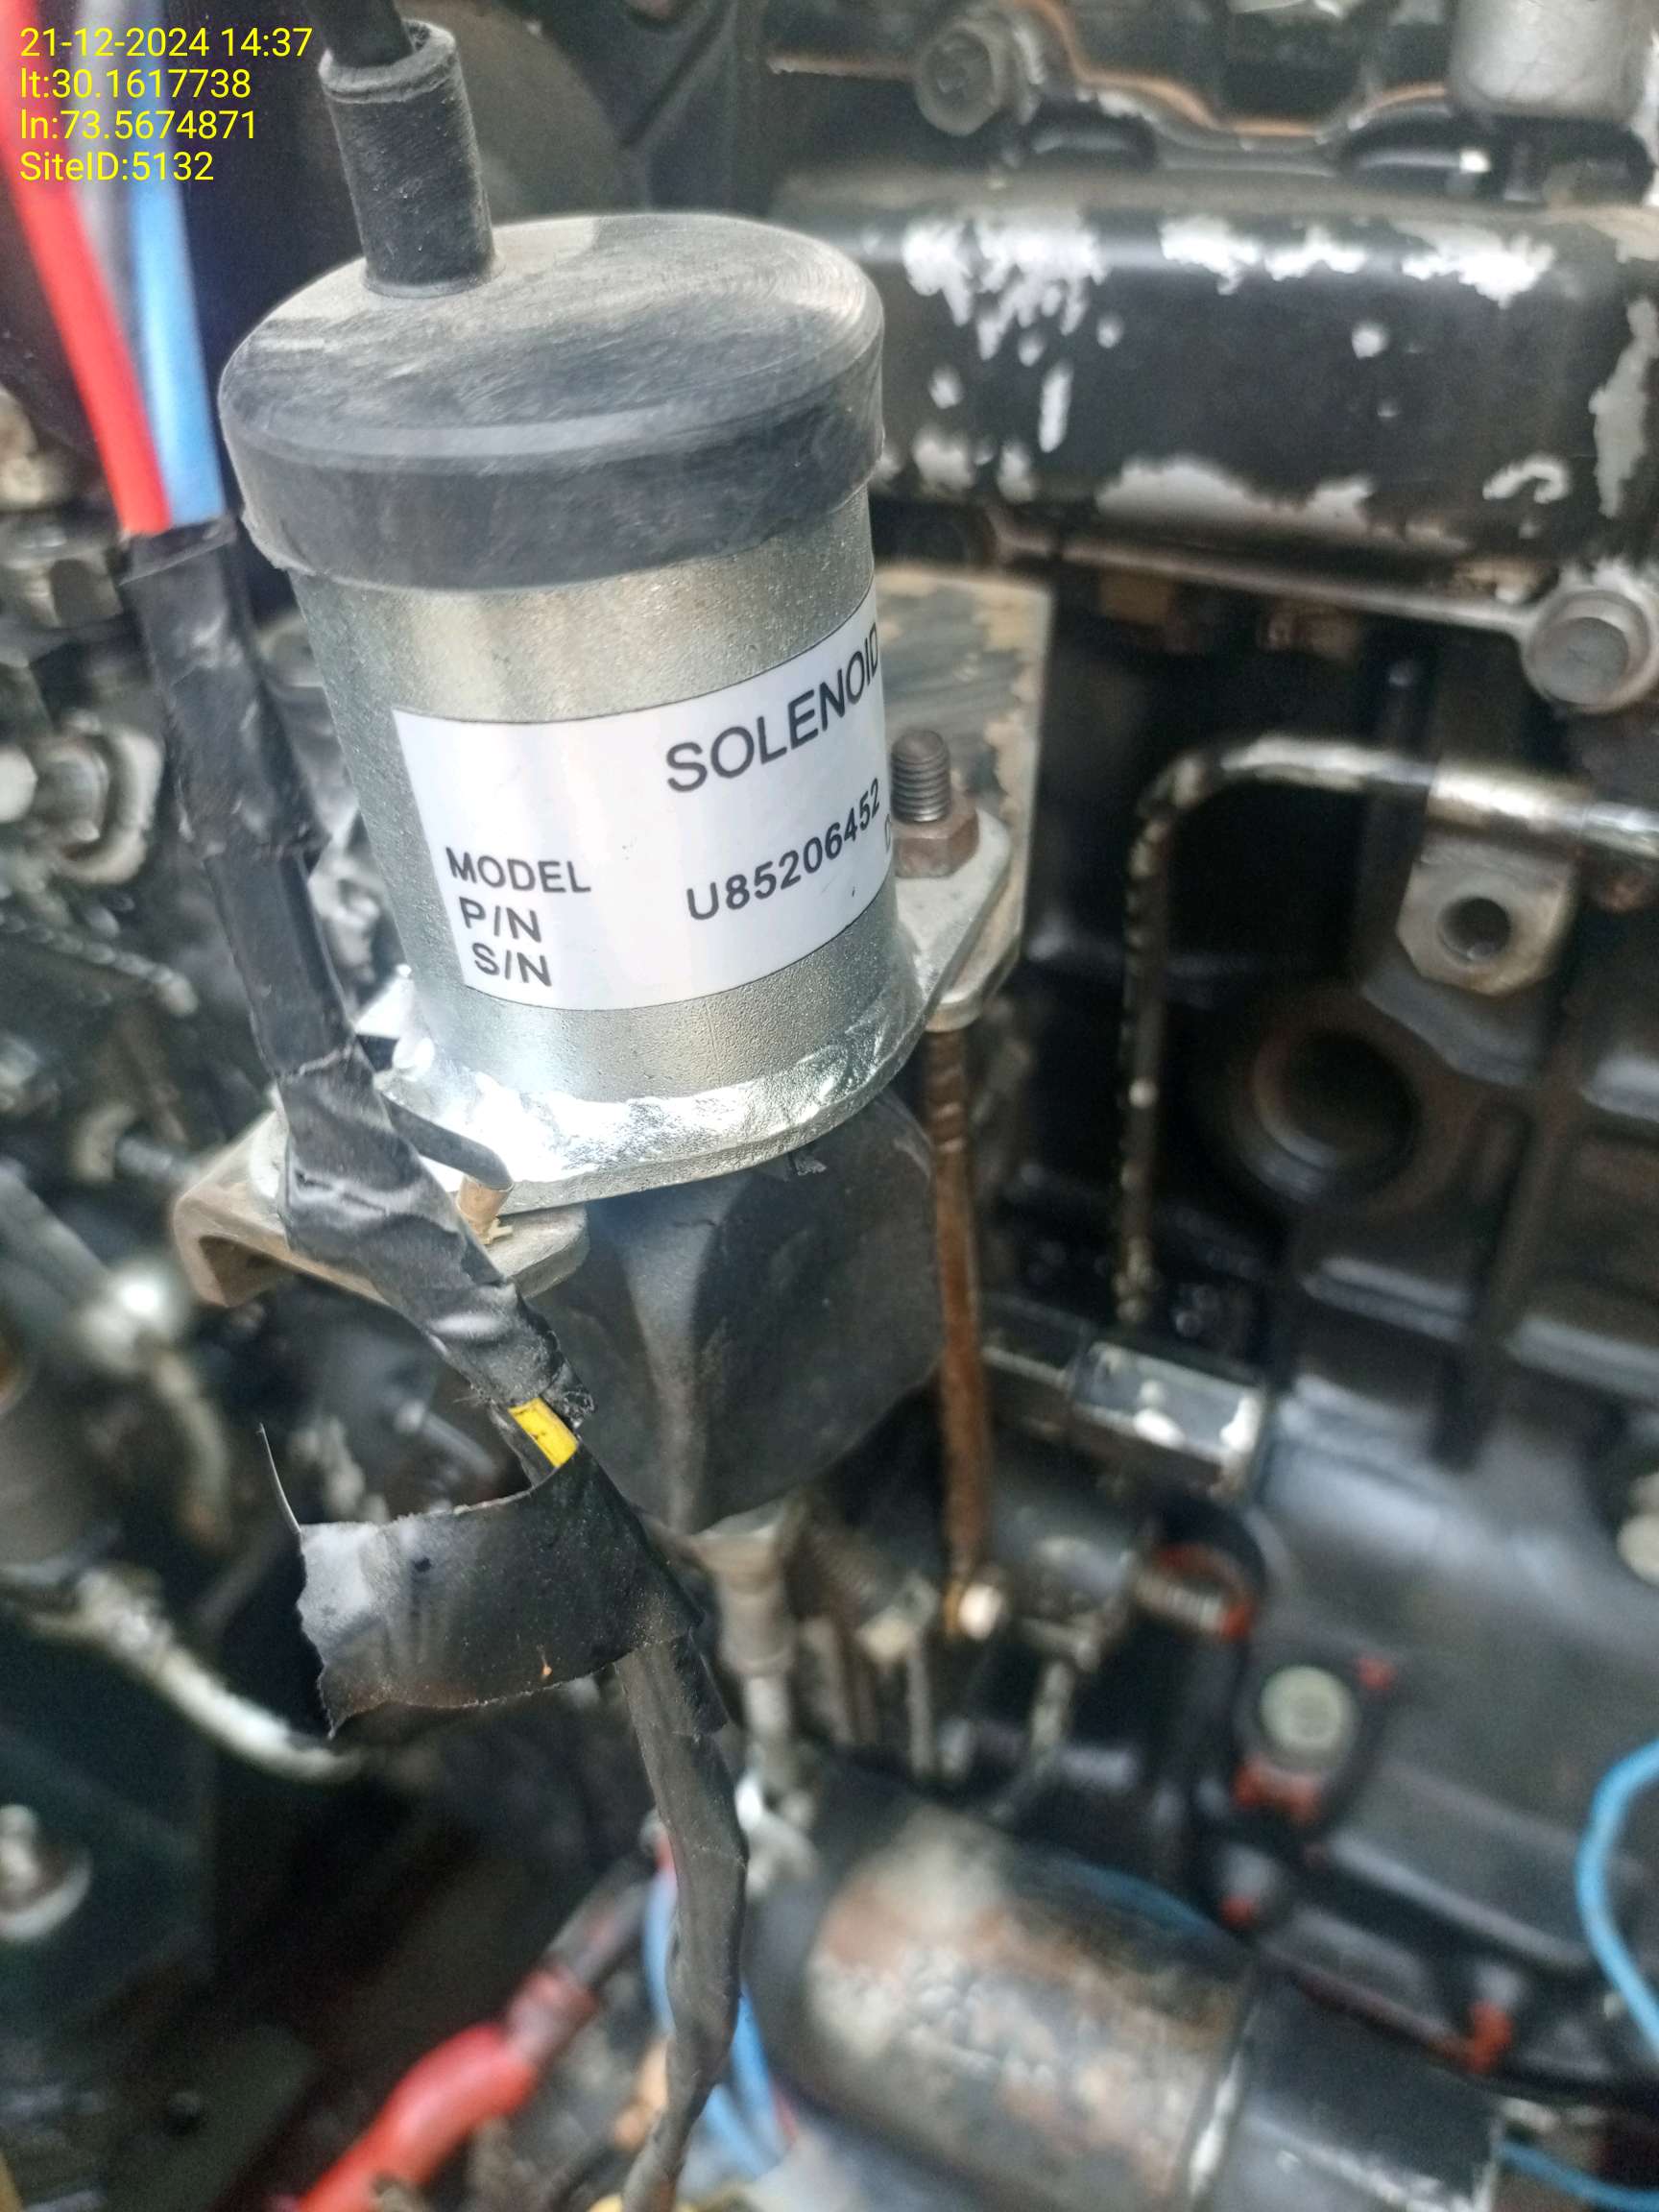 21-12-2024 14:37
lt:30.1617738
ln:73.5674871
SiteID:5132
SOLENOID
MODEL
P/N U85206452
S/N